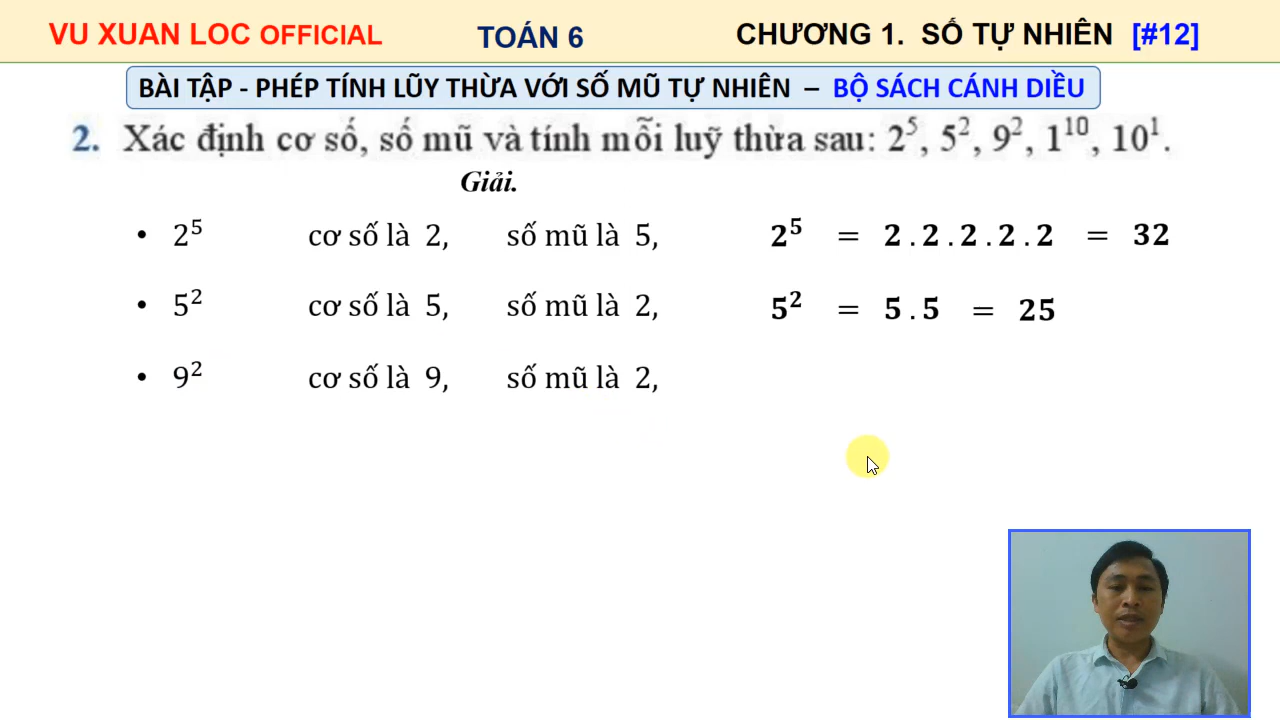 VU XUAN LOC OFFICIAL TOÁN 6 CHƯƠNG 1. SỐ TỰ NHIÊN [#12]
BÀI TẬP - PHÉP TÍNH LŨY THỪA VỚI SỐ MŨ TỰ NHIÊN – BỘ SÁCH CÁNH DIỀU
2. Xác định cơ số, số mũ và tính mỗi luỹ thừa sau: 2⁵, 5², 9², 1¹⁰, 10¹.
Giải.
• 2⁵ cơ số là 2, số mũ là 5, 2⁵ = 2 . 2 . 2 . 2 . 2 = 32
• 5² cơ số là 5, số mũ là 2, 5² = 5 . 5 = 25
• 9² cơ số là 9, số mũ là 2,